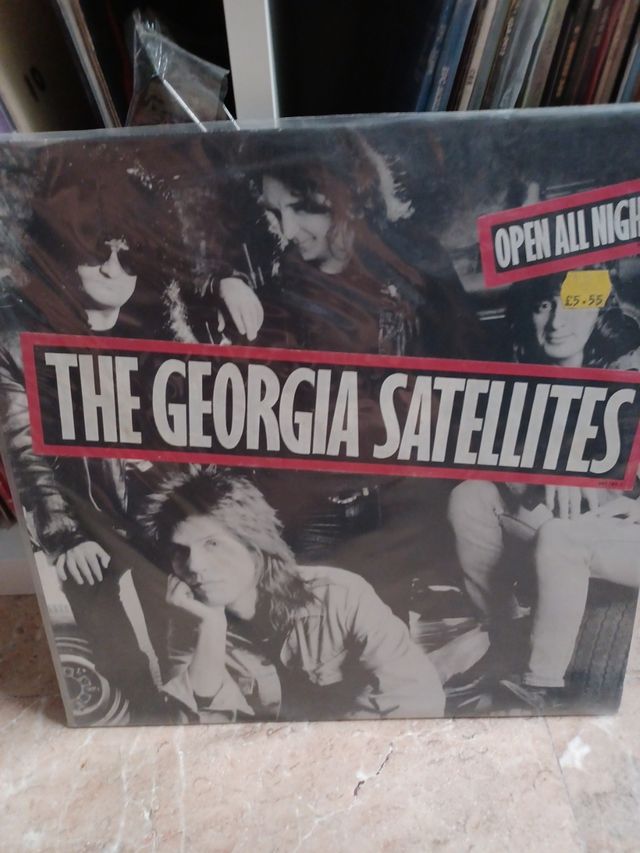 OPEN ALL NIGH
£5.55
THE GEORGIA SATELLITES